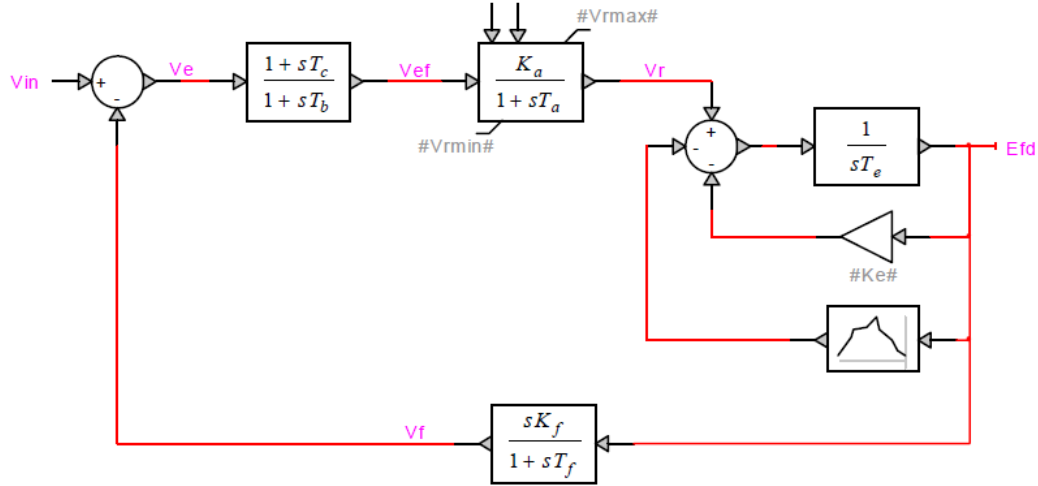 #Vrmax#
Vin
+
-
Ve
1 + sT_c
1 + sT_b
Vef
K_a
1 + sT_a
#Vrmin#
Vr
+
-
-
1
sT_e
Efd
#Ke#
Vf
sK_f
1 + sT_f